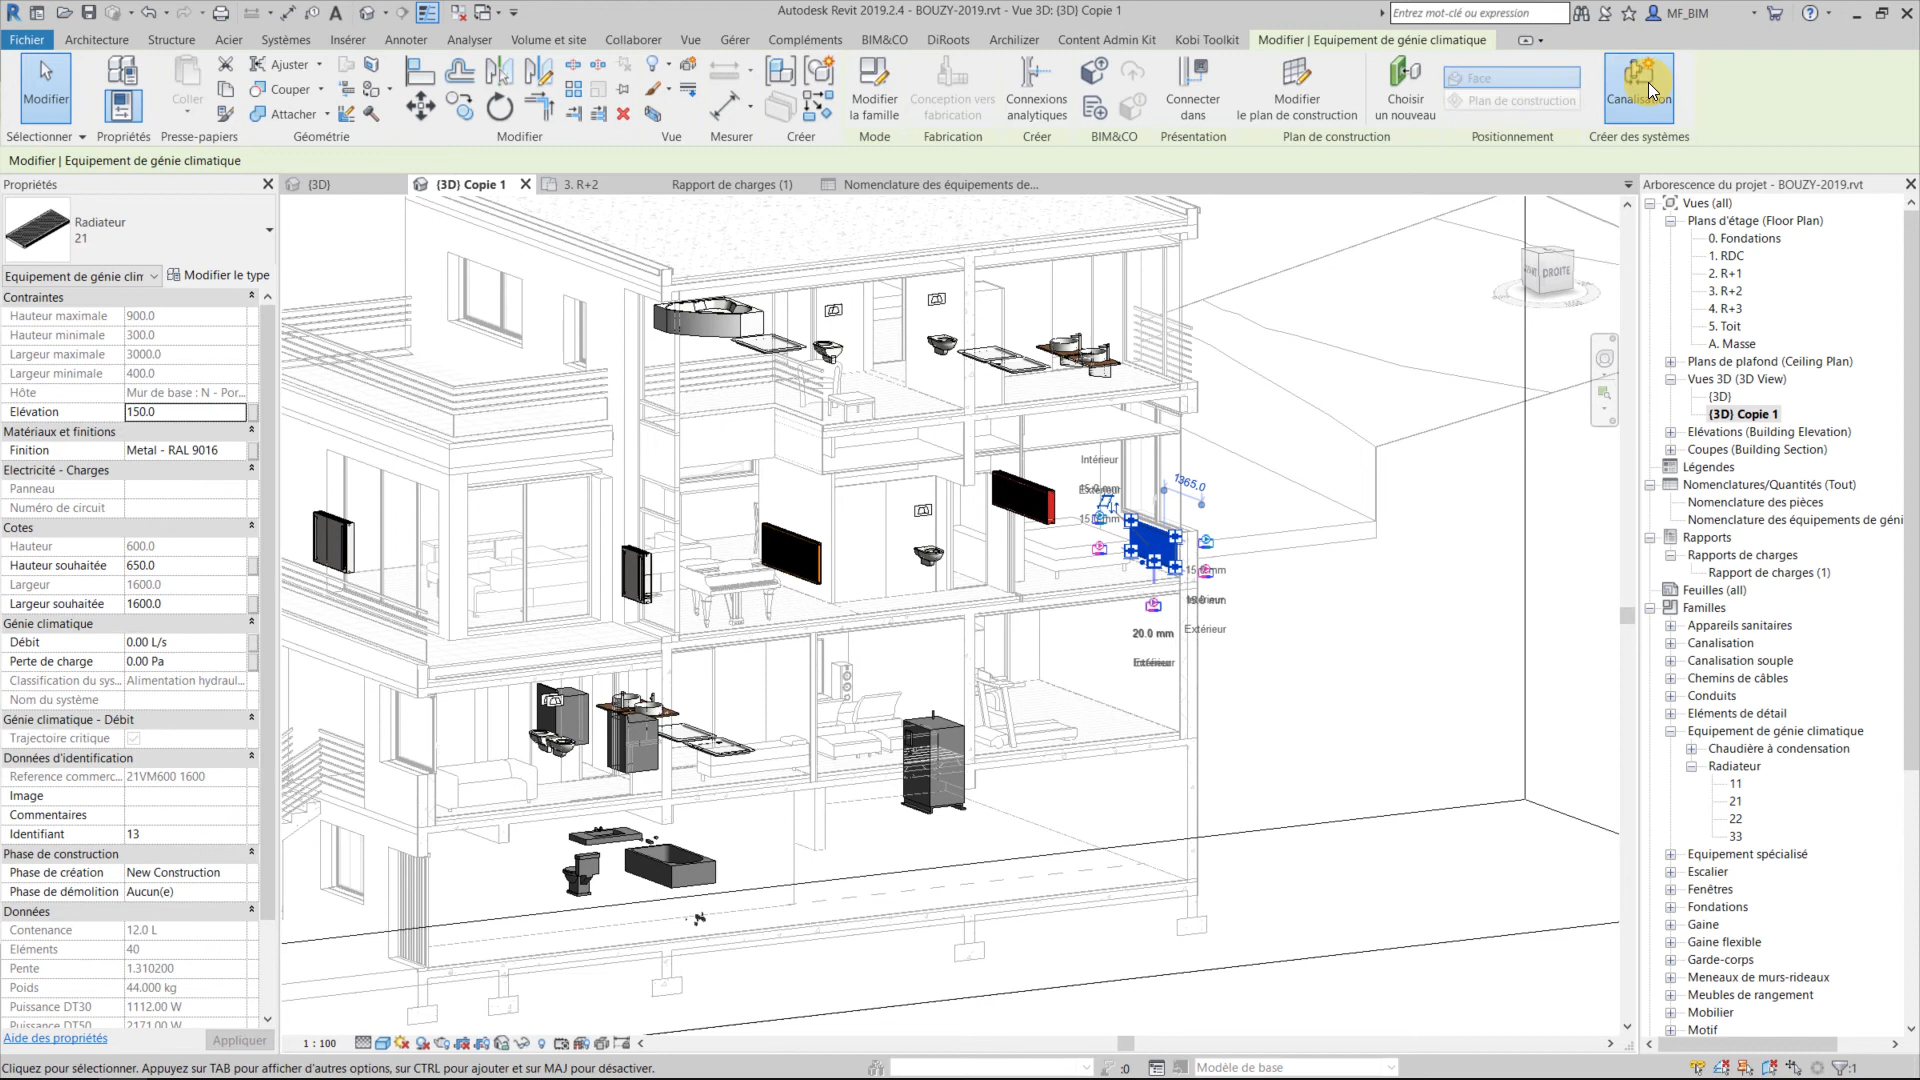 Autodesk Revit 2019.2.4 - BOUZY-2019.rvt - Vue 3D: {3D} Copie 1
Entrez mot-clé ou expression
MF_BIM
Fichier Architecture Structure Acier Systèmes Insérer Annoter Analyser Volume et site Collaborer Vue Gérer Compléments BIM&CO DiRoots Archilizer Content Admin Kit Kobi Toolkit Modifier | Equipement de génie climatique
Modifier
Coller
Ajuster
Couper
Attacher
Modifier
la famille
Conception vers
fabrication
Connexions
analytiques
Connecter
dans
Modifier
le plan de construction
Choisir
un nouveau
Face
Plan de construction
Canalisation
Sélectionner Propriétés Presse-papiers Géométrie Modifier Vue Mesurer Créer Mode Fabrication Créer BIM&CO Présentation Plan de construction Positionnement Créer des systèmes
Modifier | Equipement de génie climatique
Propriétés
{3D} {3D} Copie 1 3. R+2 Rapport de charges (1) Nomenclature des équipements de...
Arborescence du projet - BOUZY-2019.rvt
Radiateur
21
Equipement de génie clin Modifier le type
Contraintes
Hauteur maximale 900.0
Hauteur minimale 300.0
Largeur maximale 3000.0
Largeur minimale 400.0
Hôte Mur de base : N - Por...
Elévation 150.0
Matériaux et finitions
Finition Metal - RAL 9016
Electricité - Charges
Panneau
Numéro de circuit
Cotes
Hauteur 600.0
Hauteur souhaitée 650.0
Largeur 1600.0
Largeur souhaitée 1600.0
Génie climatique
Débit 0.00 L/s
Perte de charge 0.00 Pa
Classification du sys... Alimentation hydraul...
Nom du système
Génie climatique - Débit
Trajectoire critique
Données d'identification
Reference commerc... 21VM600 1600
Image
Commentaires
Identifiant 13
Phase de construction
Phase de création New Construction
Phase de démolition Aucun(e)
Données
Contenance 12.0 L
Eléments 40
Pente 1.310200
Poids 44.000 kg
Puissance DT30 1112.00 W
Puissance DT50 2171.00 W
Aide des propriétés Appliquer
DROITE
Intérieur
1365.0
15.0 mm
Intérieur
20.0 mm
Extérieur
Vues (all)
Plans d'étage (Floor Plan)
0. Fondations
1. RDC
2. R+1
3. R+2
4. R+3
5. Toit
A. Masse
Plans de plafond (Ceiling Plan)
Vues 3D (3D View)
{3D}
{3D} Copie 1
Elévations (Building Elevation)
Coupes (Building Section)
Légendes
Nomenclatures/Quantités (Tout)
Nomenclature des pièces
Nomenclature des équipements de géni
Rapports
Rapports de charges
Rapport de charges (1)
Feuilles (all)
Familles
Appareils sanitaires
Canalisation
Canalisation souple
Chemins de câbles
Conduits
Eléments de détail
Equipement de génie climatique
Chaudière à condensation
Radiateur
11
21
22
33
Equipement spécialisé
Escalier
Fenêtres
Fondations
Gaine
Gaine flexible
Garde-corps
Meneaux de murs-rideaux
Meubles de rangement
Mobilier
Motif
1 : 100
Cliquez pour sélectionner. Appuyez sur TAB pour afficher d'autres options, sur CTRL pour ajouter et sur MAJ pour désactiver.
:0
Modèle de base
:1